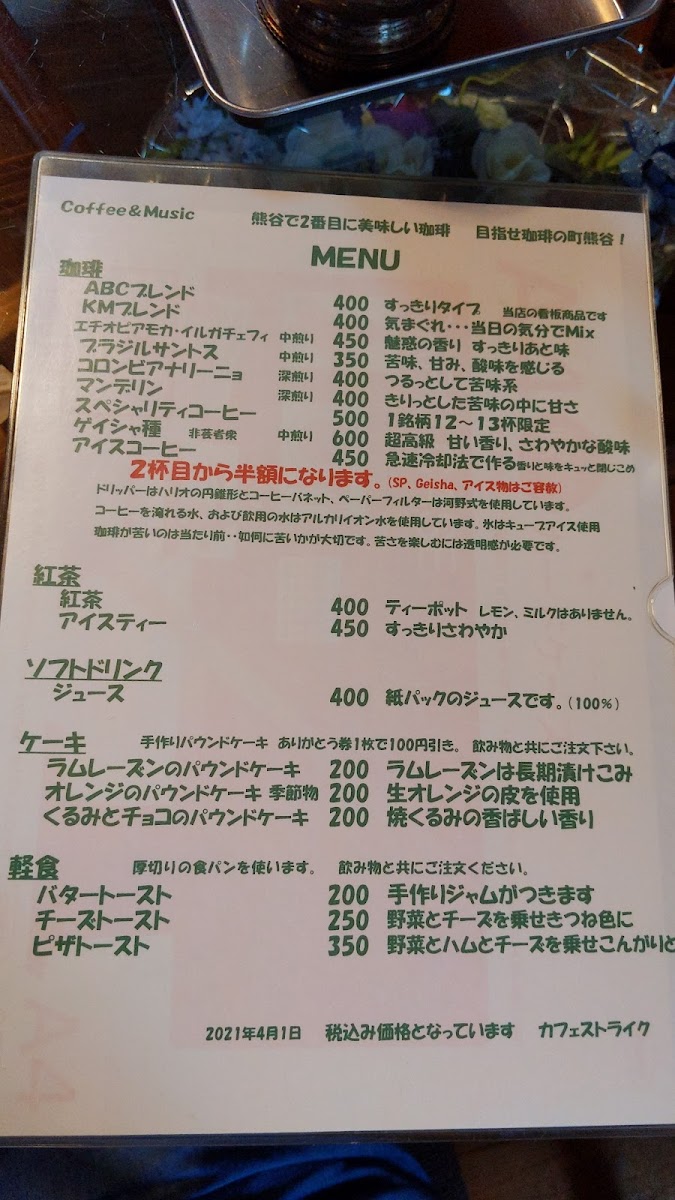 Coffee&Music 熊谷で2番目に美味しい珈琲 目指せ珈琲の町熊谷!
MENU
珈琲
ABCブレンド 400 すっきりタイプ 当店の看板商品です
KMブレンド 400 気まぐれ・・・当日の気分でMix
エチオピアモカ・イルガチェフィ 中煎り 450 魅惑の香り すっきりあと味
ブラジルサントス 中煎り 350 苦味、甘み、酸味を感じる
コロンビアナリーニョ 深煎り 400 つるっとして苦味系
マンデリン 深煎り 400 きりっとした苦味の中に甘さ
スペシャリティコーヒー 500 1銘柄12~13杯限定
ゲイシャ種 非芸者衆 中煎り 600 超高級 甘い香り、さわやかな酸味
アイスコーヒー 450 急速冷却法で作る香りと味をキュッと閉じこめ
2杯目から半額になります。(SP、Geisha、アイス物はご容赦)
ドリッパーはハリオの円錐形とコーヒーバネット、ペーパーフィルターは河野式を使用しています。
コーヒーを淹れる水、および飲用の水はアルカリイオン水を使用しています。氷はキューブアイス使用
珈琲が苦いのは当たり前・・如何に苦いかが大切です。苦さを楽しむには透明感が必要です。
紅茶
紅茶 400 ティーポット レモン、ミルクはありません。
アイスティー 450 すっきりさわやか
ソフトドリンク
ジュース 400 紙パックのジュースです。(100%)
ケーキ 手作りパウンドケーキ ありがとう券1枚で100円引き。 飲み物と共にご注文下さい。
ラムレーズンのパウンドケーキ 200 ラムレーズンは長期漬けこみ
オレンジのパウンドケーキ 季節物 200 生オレンジの皮を使用
くるみとチョコのパウンドケーキ 200 焼くるみの香ばしい香り
軽食 厚切りの食パンを使います。 飲み物と共にご注文ください。
バタートースト 200 手作りジャムがつきます
チーズトースト 250 野菜とチーズを乗せきつね色に
ピザトースト 350 野菜とハムとチーズを乗せこんがりと
2021年4月1日 税込み価格となっています カフェストライク